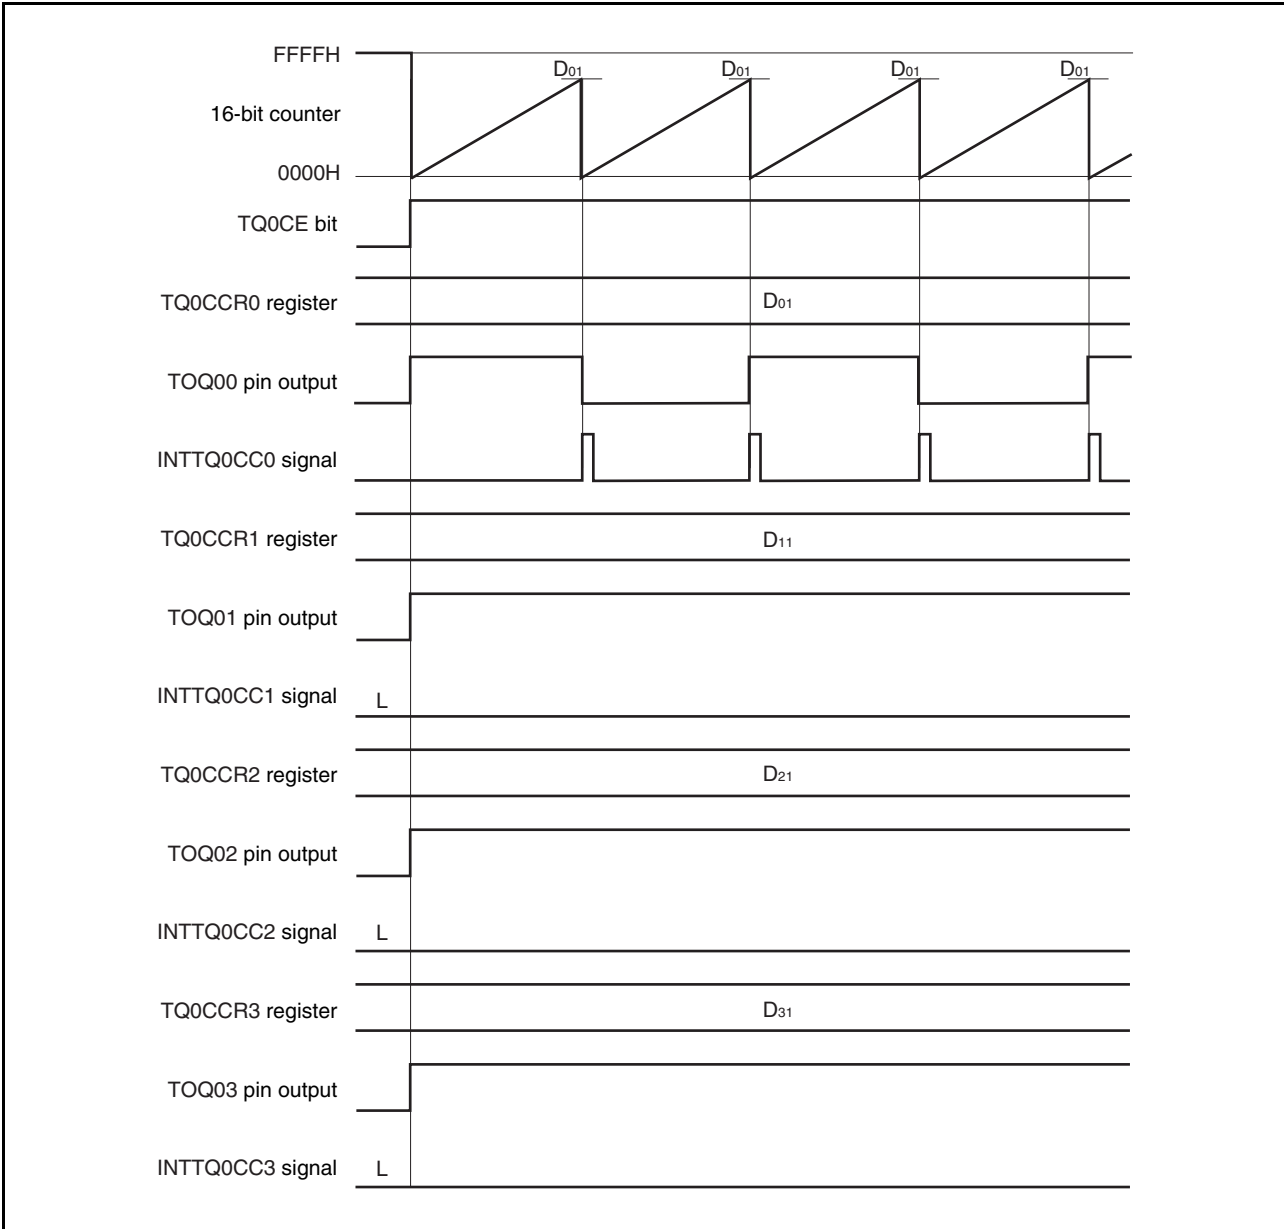 FFFFH
D01 D01 D01 D01
16-bit counter
0000H
TQ0CE bit
TQ0CCR0 register D01
TOQ00 pin output
INTTQ0CC0 signal
TQ0CCR1 register D11
TOQ01 pin output
INTTQ0CC1 signal L
TQ0CCR2 register D21
TOQ02 pin output
INTTQ0CC2 signal L
TQ0CCR3 register D31
TOQ03 pin output
INTTQ0CC3 signal L